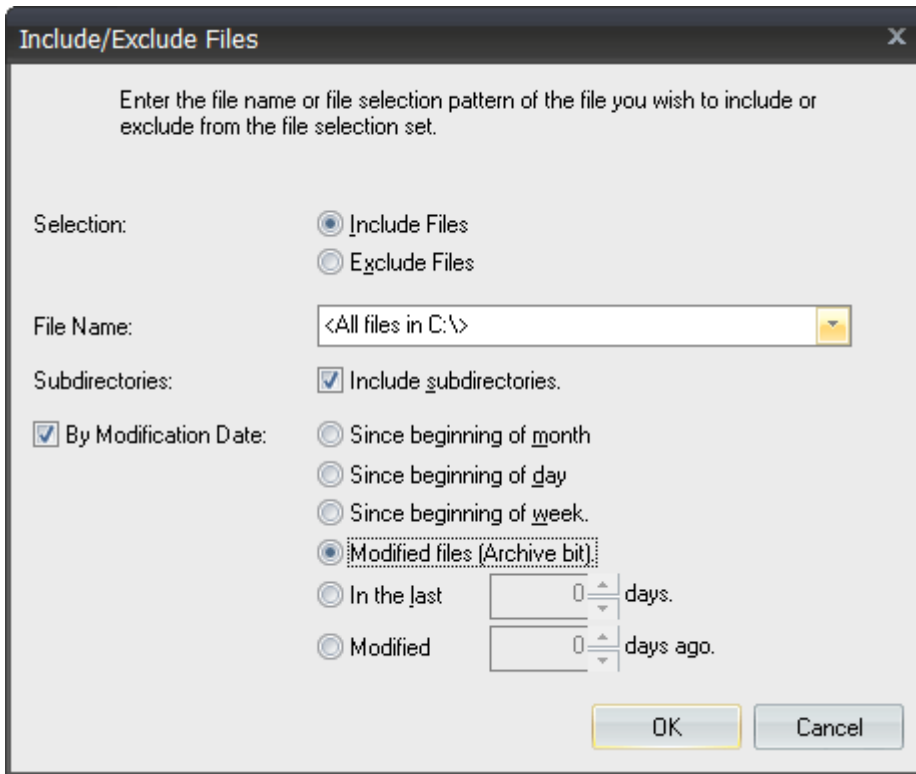 Include/Exclude Files
Enter the file name or file selection pattern of the file you wish to include or
exclude from the file selection set.
Selection:
Include Files
Exclude Files
File Name:
<All files in C:\>
Subdirectories:
Include subdirectories.
By Modification Date:
Since beginning of month
Since beginning of day
Since beginning of week.
Modified files (Archive bit).
In the last 0 days.
Modified 0 days ago.
OK Cancel